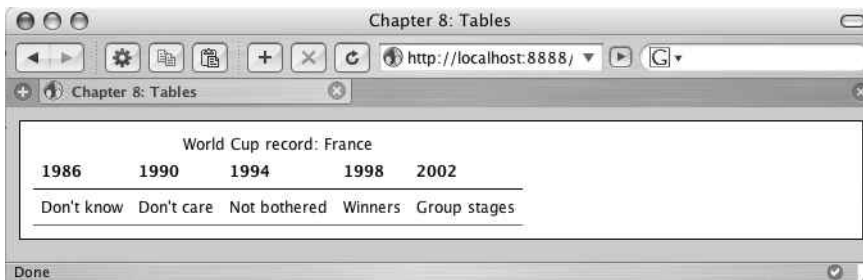 Chapter 8: Tables
http://localhost:8888/
G
Chapter 8: Tables
World Cup record: France
1986 1990 1994 1998 2002
Don't know Don't care Not bothered Winners Group stages
Done